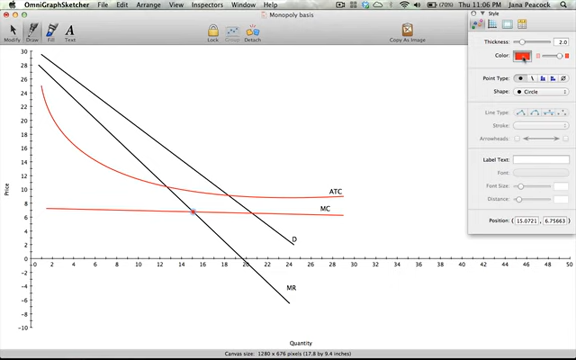 OmniGraphSketcher File Edit Arrange View Window Help (70%) Thu 11:06 PM Jana Peacock
Monopoly basis
Modify Draw Fill Text Lock Group Detach Copy As Image
Style
Thickness: 2.0
Color:
Point Type:
Shape: Circle
Line Type:
Stroke:
Arrowheads:
Label Text:
Font:
Font Size:
Distance:
Position: ( 15.0721, 6.75663 )
30
28
26
24
22
20
18
16
14
12
10
8
6
4
2
0 2 4 6 8 10 12 14 16 18 20 22 24 26 28 30 32 34 36 38 40 42 44 46 48 50
-2
-4
-6
-8
-10
Price
ATC
MC
D
MR
Quantity
Canvas size: 1280 x 676 pixels (17.8 by 9.4 inches)